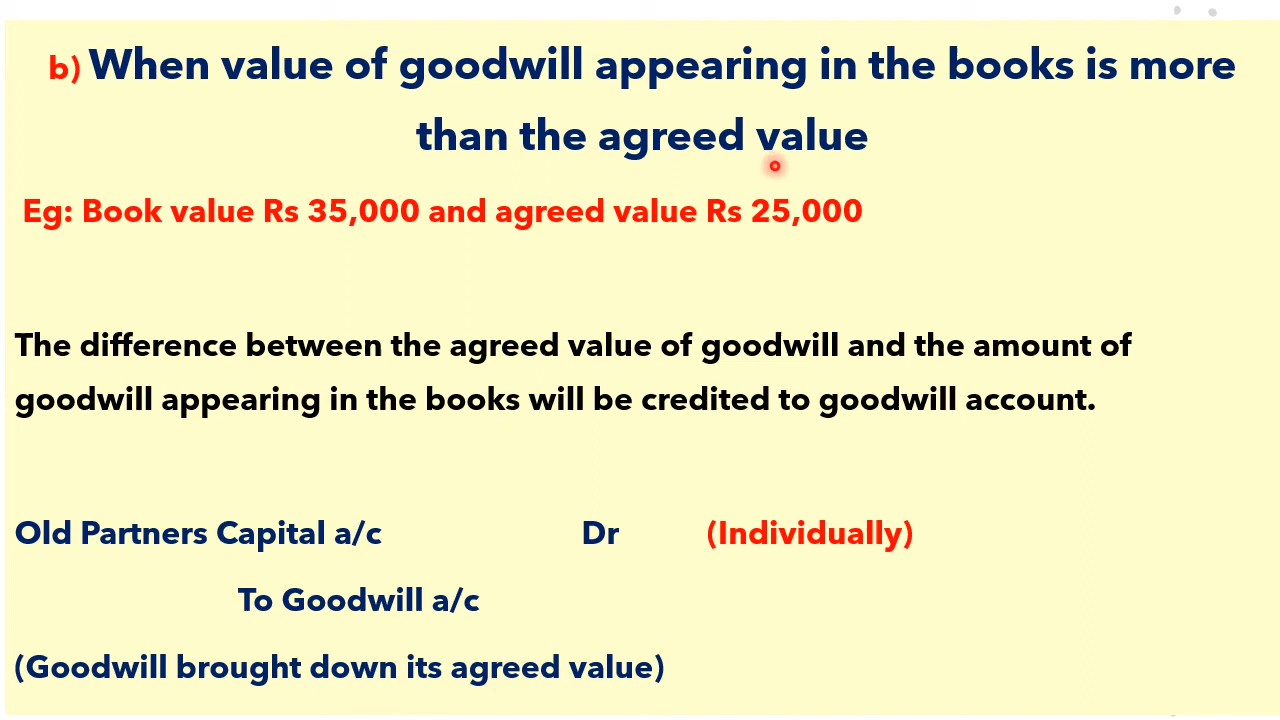 b) When value of goodwill appearing in the books is more
than the agreed value
Eg: Book value Rs 35,000 and agreed value Rs 25,000
The difference between the agreed value of goodwill and the amount of
goodwill appearing in the books will be credited to goodwill account.
Old Partners Capital a/c Dr (Individually)
To Goodwill a/c
(Goodwill brought down its agreed value)